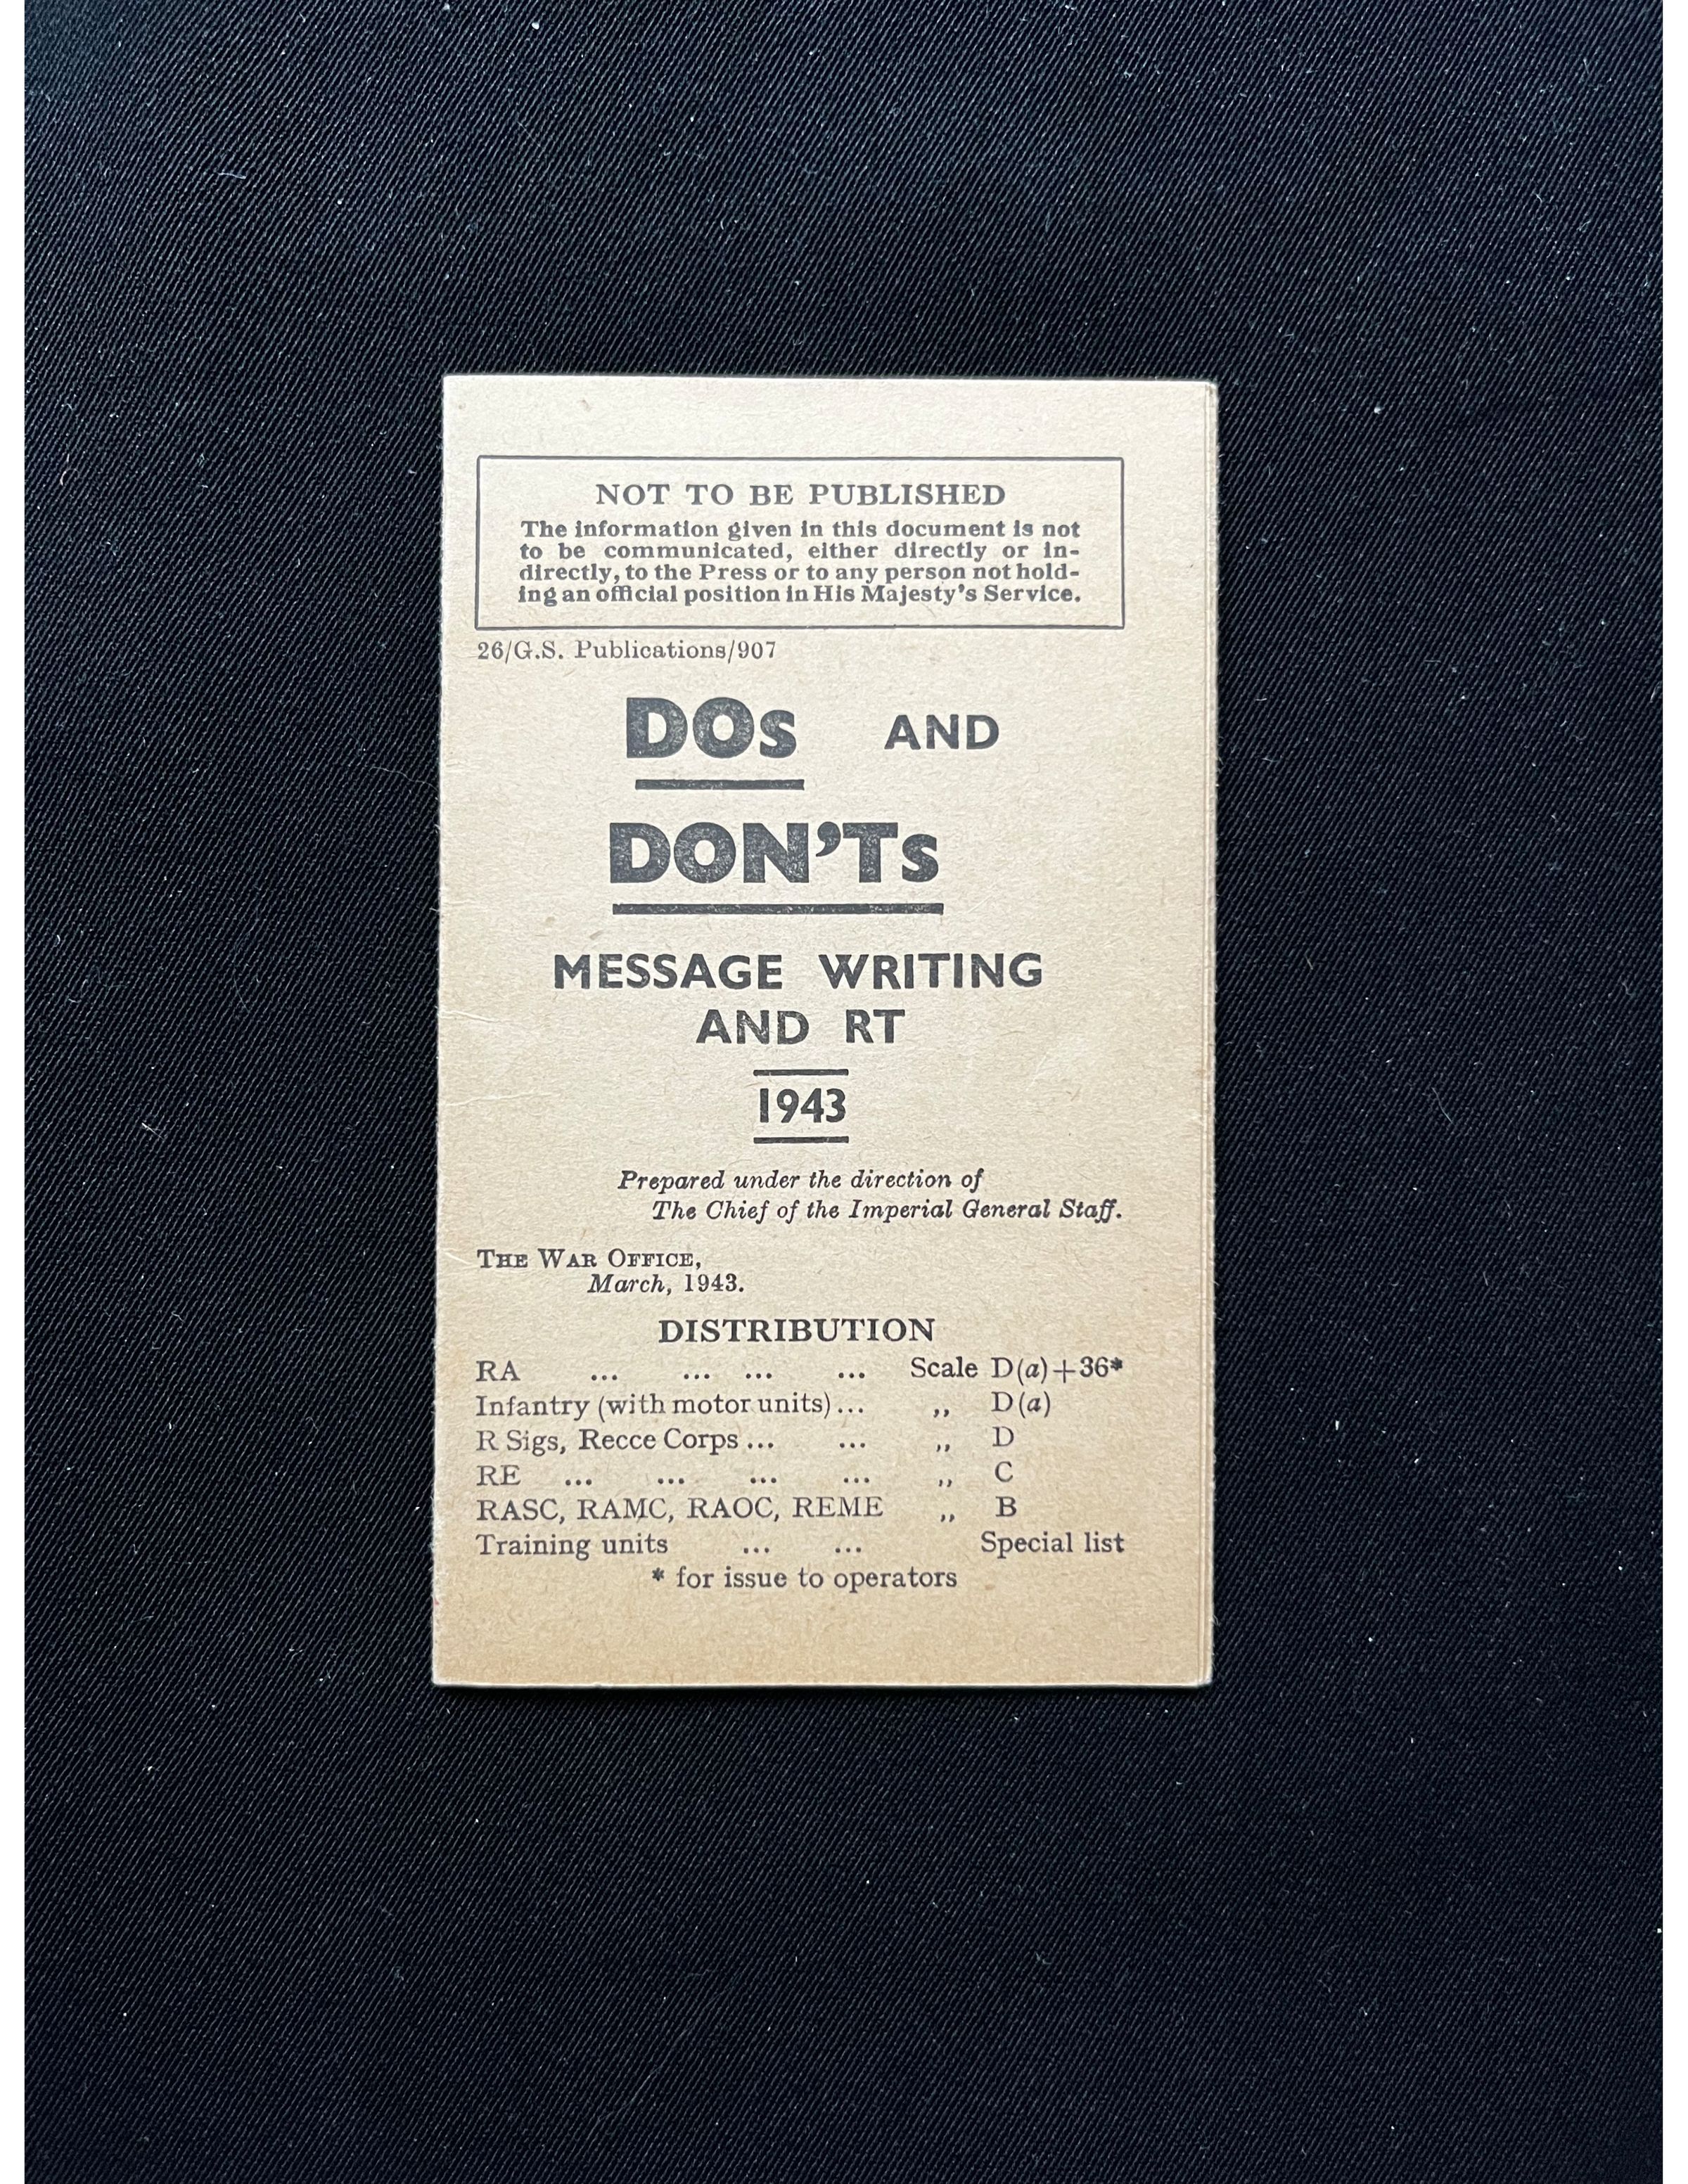 NOT TO BE PUBLISHED
The information given in this document is not
to be communicated, either directly or in-
directly, to the Press or to any person not hold-
ing an official position in His Majesty's Service.
26/G.S. Publications/907
DOs AND
DON'Ts
MESSAGE WRITING
AND RT
1943
Prepared under the direction of
The Chief of the Imperial General Staff.
THE WAR OFFICE,
March, 1943.
DISTRIBUTION
RA ... ... ... ... Scale D(a)+36*
Infantry (with motor units)... ,, D(a)
R Sigs, Recce Corps ... ... ,, D
RE ... ... ... ... ,, C
RASC, RAMC, RAOC, REME ,, B
Training units ... ... Special list
* for issue to operators